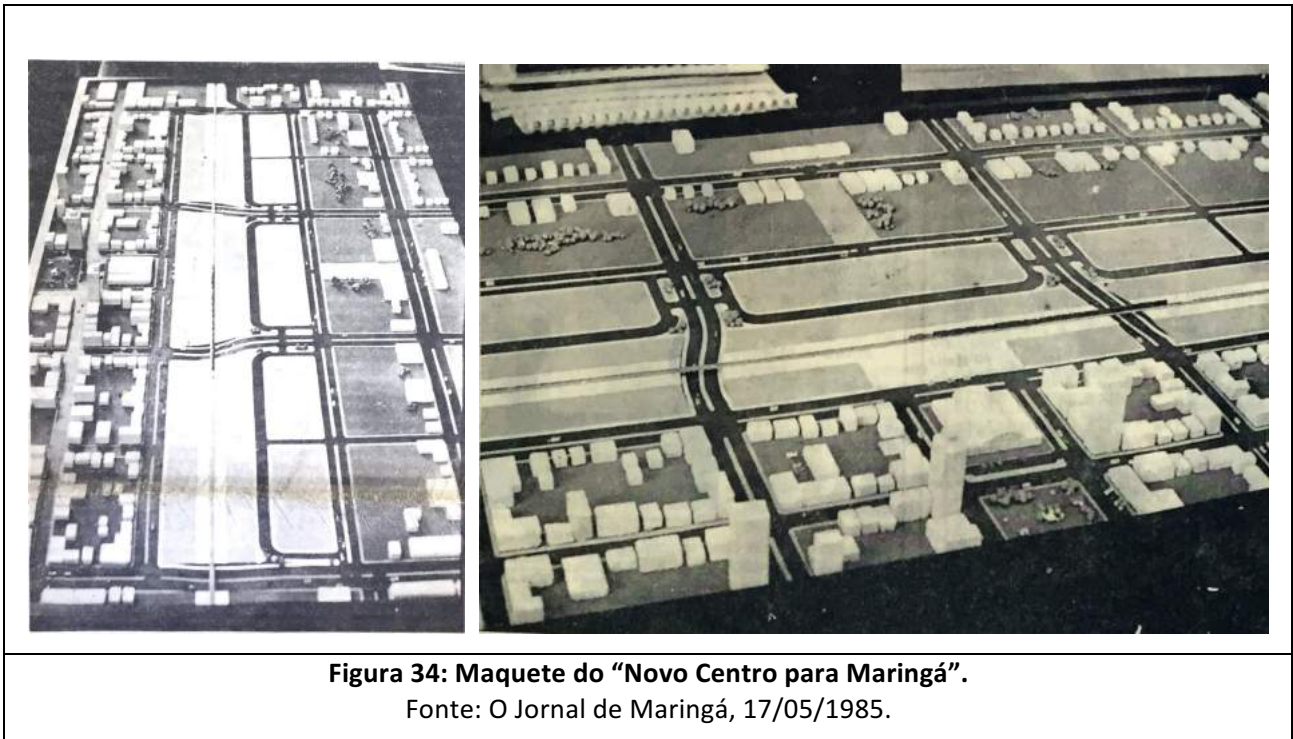 Figura 34: Maquete do “Novo Centro para Maringá”.
Fonte: O Jornal de Maringá, 17/05/1985.